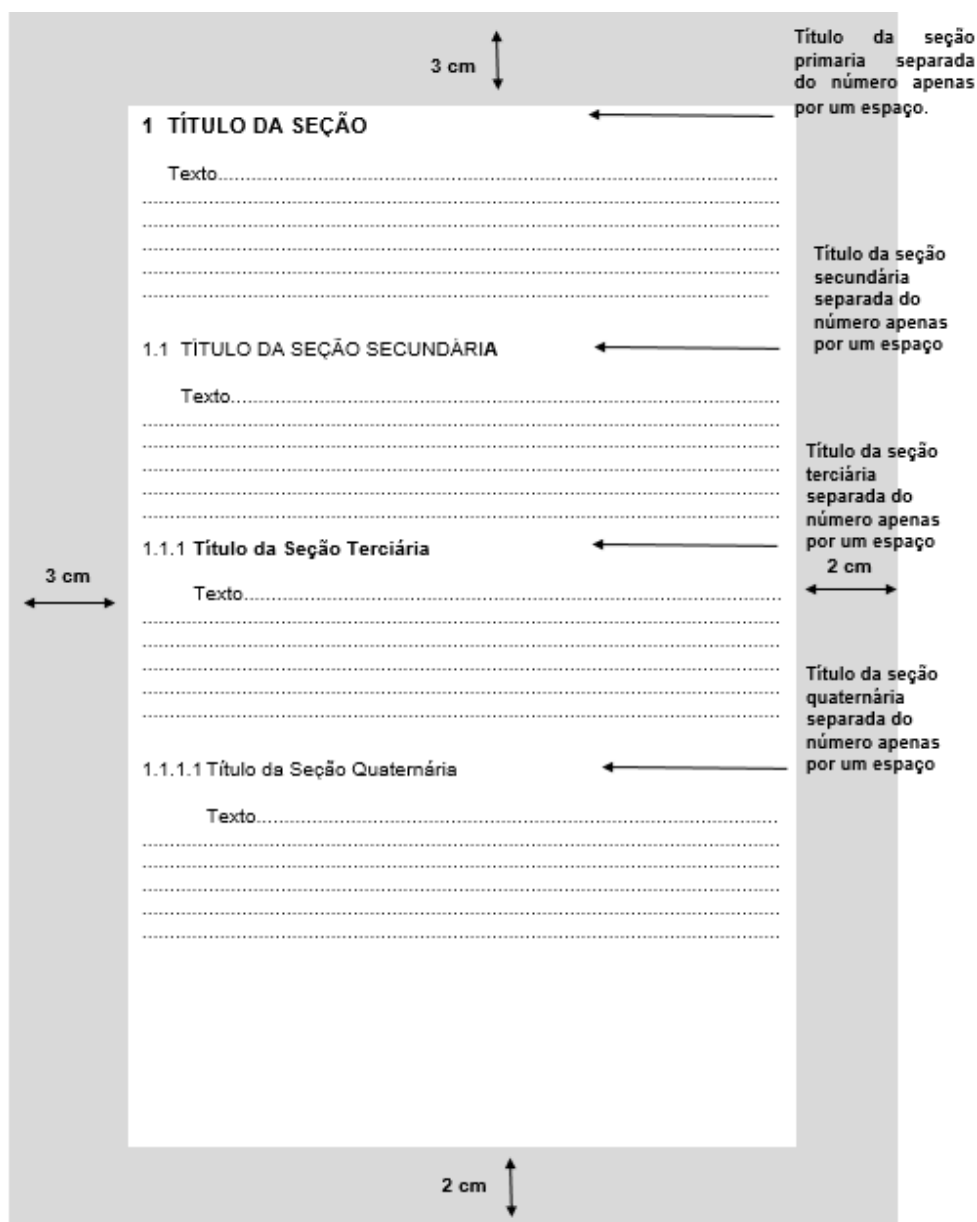 3 cm
Título da seção
primaria separada
do número apenas
por um espaço.
1 TÍTULO DA SEÇÃO
Texto.....................................................................................................
....................................................................................................................
....................................................................................................................
....................................................................................................................
....................................................................................................................
..................................................................................................................
Título da seção
secundária
separada do
número apenas
por um espaço
1.1 TÍTULO DA SEÇÃO SECUNDÁRIA
Texto...................................................................................................
....................................................................................................................
....................................................................................................................
....................................................................................................................
....................................................................................................................
....................................................................................................................
Título da seção
terciária
separada do
número apenas
por um espaço
1.1.1 Título da Seção Terciária
3 cm
2 cm
Texto.................................................................................................
....................................................................................................................
....................................................................................................................
....................................................................................................................
....................................................................................................................
....................................................................................................................
Título da seção
quaternária
separada do
número apenas
por um espaço
1.1.1.1 Título da Seção Quaternária
Texto..............................................................................................
....................................................................................................................
....................................................................................................................
....................................................................................................................
....................................................................................................................
....................................................................................................................
2 cm